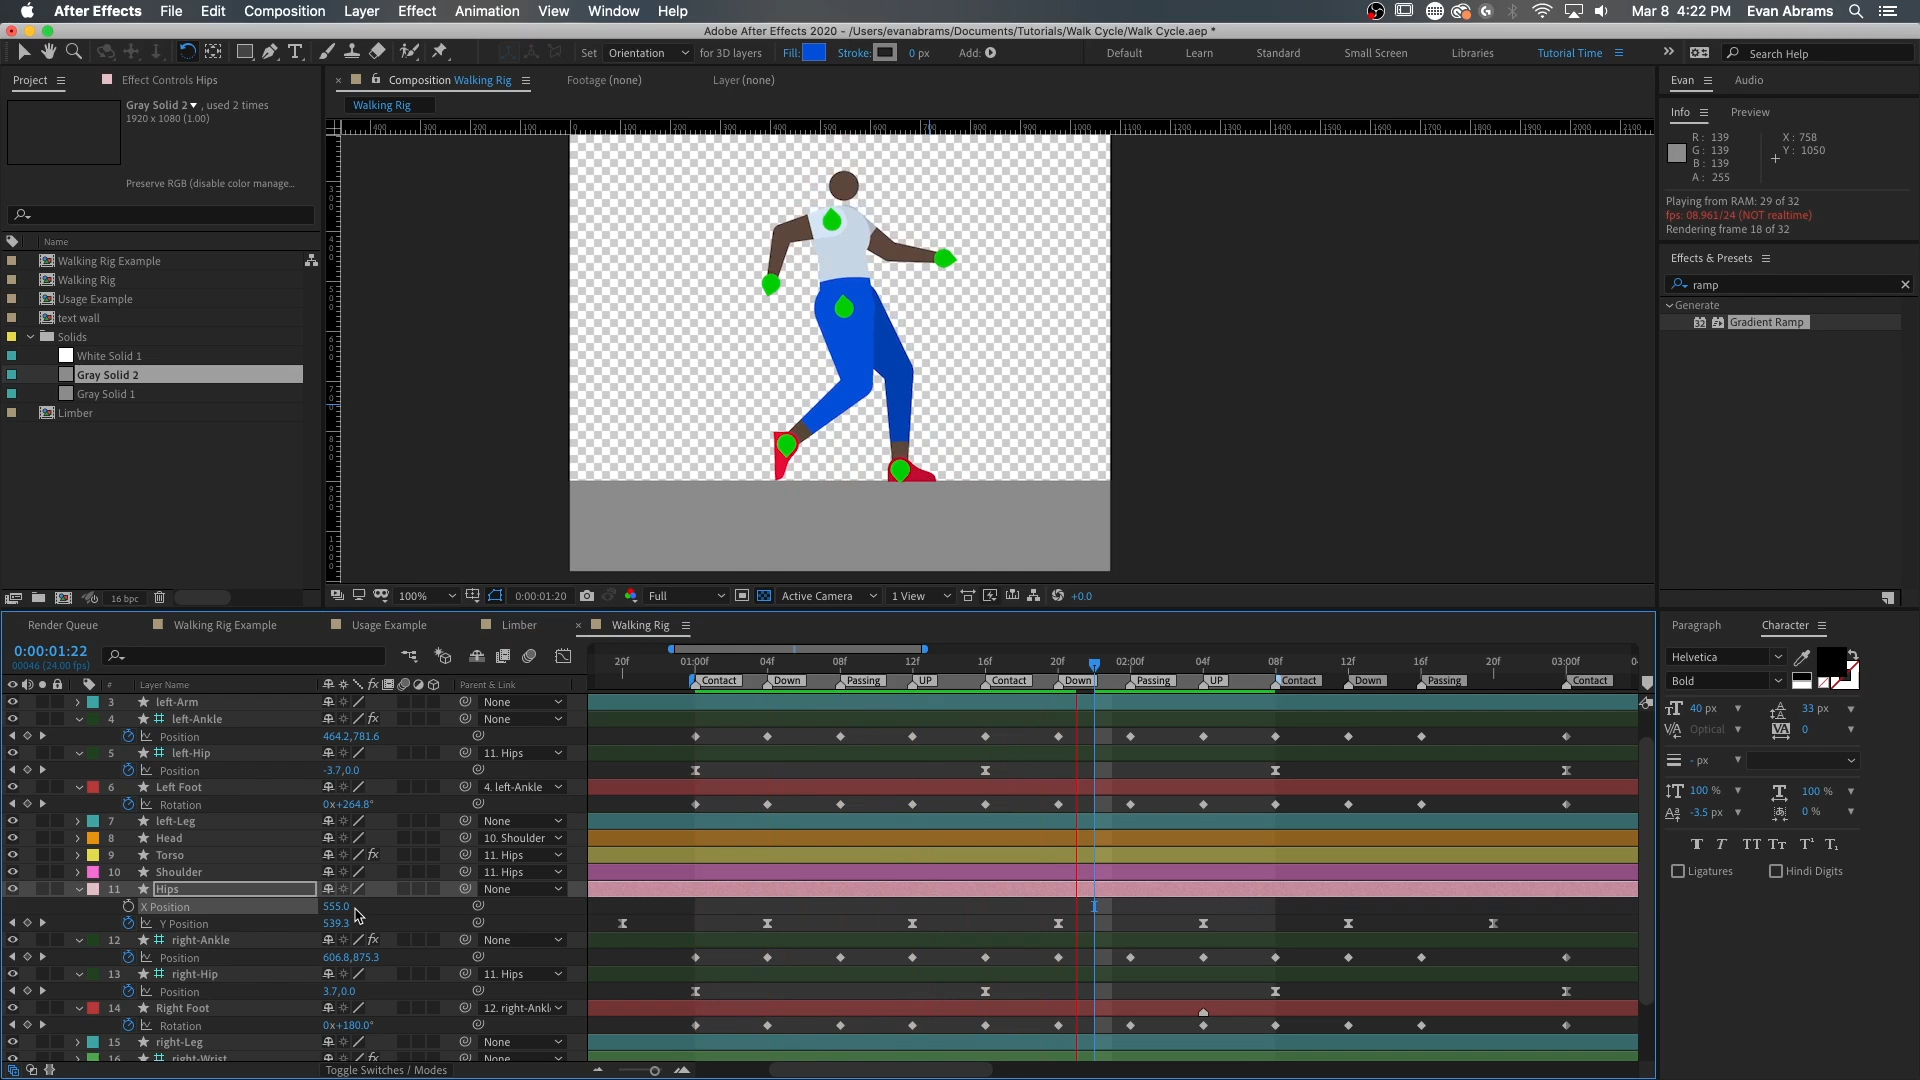 After Effects File Edit Composition Layer Effect Animation View Window Help Mar 8 4:22 PM Evan Abrams
Adobe After Effects 2020 - /Users/evanabrams/Documents/Tutorials/Walk Cycle/Walk Cycle.aep *
Set Orientation for 3D layers Fill: Stroke: 0 px Add: Default Learn Standard Small Screen Libraries Tutorial Time Search Help
Project Effect Controls Hips
Gray Solid 2 , used 2 times
1920 x 1080 (1.00)
Preserve RGB (disable color manage...
Name
Walking Rig Example
Walking Rig
Usage Example
text wall
Solids
White Solid 1
Gray Solid 2
Gray Solid 1
Limber
16 bpc
Composition Walking Rig Footage (none) Layer (none)
Walking Rig
100% 0:00:01:20 Full Active Camera 1 View +0.0
Evan Audio
Info Preview
R: 139 X: 758
G: 139 Y: 1050
B: 139
A: 255
Playing from RAM: 29 of 32
fps: 08.961/24 (NOT realtime)
Rendering frame 18 of 32
Effects & Presets
ramp
Generate
Gradient Ramp
Render Queue Walking Rig Example Usage Example Limber Walking Rig
0:00:01:22
00046 (24.00 fps)
20f 01:00f 04f 08f 12f 16f 20f 02:00f 04f 08f 12f 16f 20f 03:00f
Contact Down Passing UP Contact Down Passing UP Contact Down Passing Contact
# Layer Name Parent & Link
3 left-Arm None
4 left-Ankle None
Position 464.2,781.6
5 left-Hip 11. Hips
Position -3.7,0.0
6 Left Foot 4. left-Ankle
Rotation 0x+264.8°
7 left-Leg None
8 Head 10. Shoulder
9 Torso 11. Hips
10 Shoulder 11. Hips
11 Hips None
X Position 555.0
Y Position 539.3
12 right-Ankle None
Position 606.8,875.3
13 right-Hip 11. Hips
Position 3.7,0.0
14 Right Foot 12. right-Ankl
Rotation 0x+180.0°
15 right-Leg None
16 right-Wrist None
Toggle Switches / Modes
Paragraph Character
Helvetica
Bold
40 px 33 px
Optical 0
- px
100 % 100 %
-3.5 px 0 %
Ligatures Hindi Digits